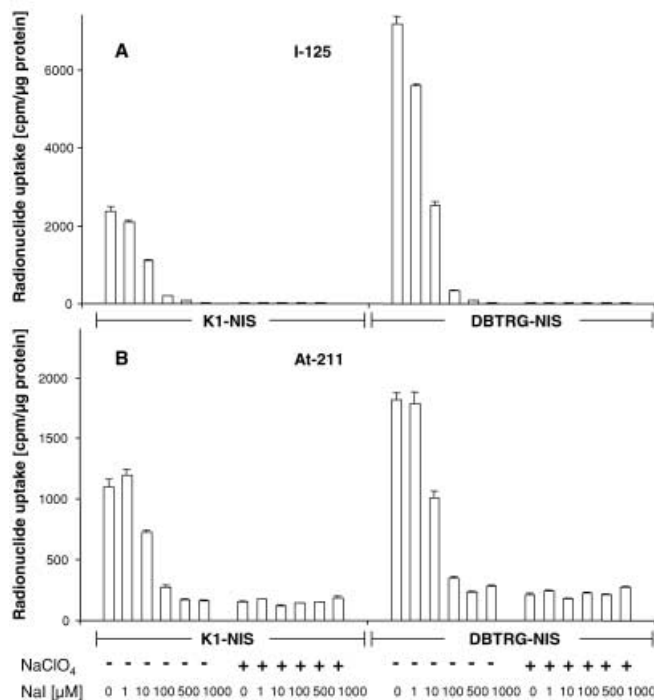 A I-125
Radionuclide uptake [cpm/µg protein]
6000
4000
2000
0
K1-NIS DBTRG-NIS
B At-211
Radionuclide uptake [cpm/µg protein]
2000
1500
1000
500
0
K1-NIS DBTRG-NIS
NaClO₄ - - - - - - + + + + + + - - - - - - + + + + + +
NaI [µM] 0 1 10 100 500 1000 0 1 10 100 500 1000 0 1 10 100 500 1000 0 1 10 100 500 1000